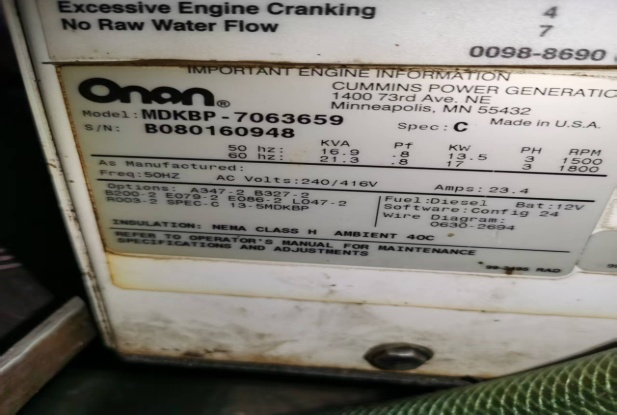 Excessive Engine Cranking 4
No Raw Water Flow 7
0098-8690
IMPORTANT ENGINE INFORMATION
Onan®
CUMMINS POWER GENERATIC
1400 73rd Ave. NE
Minneapolis, MN 55432
Model: MDKBP-7063659
S/N: B080160948 Spec: C Made in U.S.A.
KVA Pf KW PH RPM
50 hz: 16.9 .8 13.5 3 1500
60 hz: 21.3 .8 17 3 1800
As Manufactured:
Freq:50HZ AC Volts:240/416V Amps: 23.4
Options: A347-2 B327-2
B200-2 E079-2 E086-2 L047-2
R003-2 SPEC-C 13-5MDKBP
Fuel:Diesel Bat:12V
Software:Config 24
Wire Diagram:
0630-2694
INSULATION: NEMA CLASS H AMBIENT 40C
REFER TO OPERATOR'S MANUAL FOR MAINTENANCE
SPECIFICATIONS AND ADJUSTMENTS